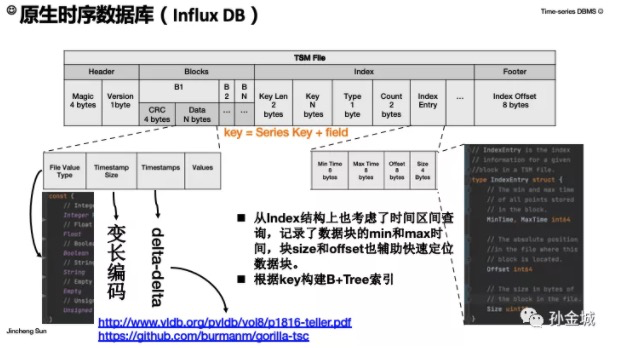 原生时序数据库（Influx DB）
Time-series DBMS
TSM File
Header
Blocks
Index
Footer
Magic
4 bytes
Version
1byte
B1
B
2
B
N
CRC
4 bytes
Data
N bytes
...
...
Key Len
2
bytes
Key
N
bytes
Type
1
byte
Count
2
bytes
Index
Entry
...
Index Offset
8 bytes
key = Series Key + field
File Value
Type
Timestamp
Size
Timestamps
Values
Min Time
8
bytes
Max Time
8
bytes
Offset
8
bytes
Size
4
Bytes
const (
// Intege
Integer
// Float
Float
// Boolea
Boolean
// String
String
// Empty
Empty
// Unsign
Unsigned
变长编码
delta-delta
■ 从Index结构上也考虑了时间区间查
询，记录了数据块的min和max时
间，块size和offset也辅助快速定位
数据块。
■ 根据key构建B+Tree索引
// IndexEntry is the index
// information for a given
//block in a TSM file.
type IndexEntry struct {
// The min and max time
// of all points stored
// in the block.
MinTime, MaxTime int64
// The absolute position
//in the file where this
// block is located.
Offset int64
// The size in bytes of
// the block in the file.
Size
http://www.vldb.org/pvldb/vol8/p1816-teller.pdf
https://github.com/burmanm/gorilla-tsc
Jincheng Sun
孙金城